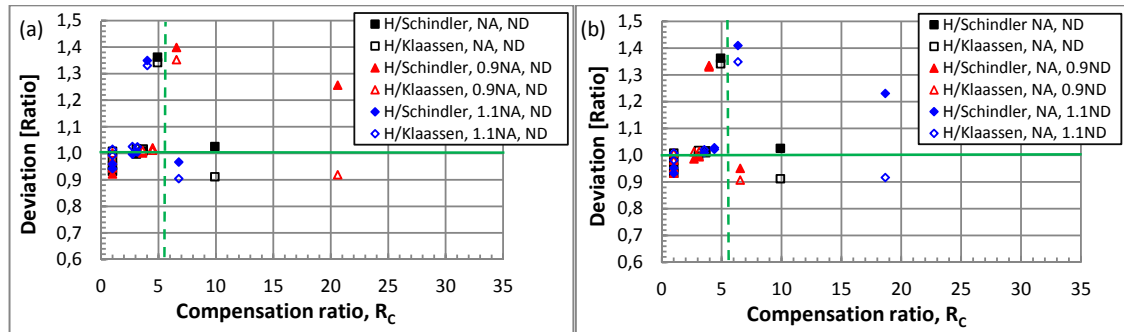 (a)
Deviation [Ratio]
1,5
1,4
1,3
1,2
1,1
1,0
0,9
0,8
0,7
0,6
0 5 10 15 20 25 30 35
Compensation ratio, RC
H/Schindler, NA, ND
H/Klaassen, NA, ND
H/Schindler, 0.9NA, ND
H/Klaassen, 0.9NA, ND
H/Schindler, 1.1NA, ND
H/Klaassen, 1.1NA, ND
(b)
Deviation [Ratio]
1,5
1,4
1,3
1,2
1,1
1,0
0,9
0,8
0,7
0,6
0 5 10 15 20 25 30 35
Compensation ratio, RC
H/Schindler, NA, ND
H/Klaassen, NA, ND
H/Schindler, NA, 0.9ND
H/Klaassen, NA, 0.9ND
H/Schindler, NA, 1.1ND
H/Klaassen, NA, 1.1ND